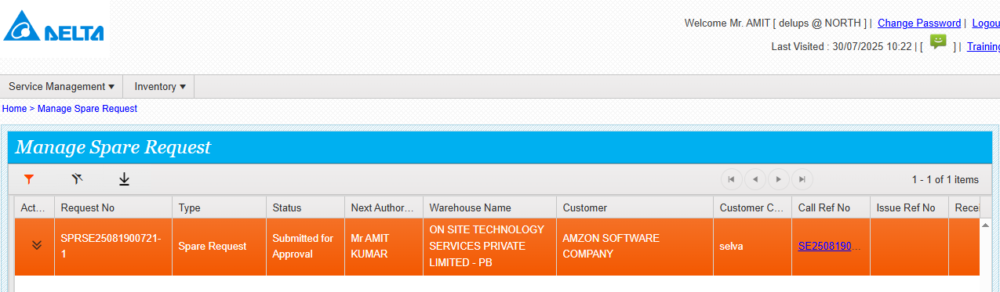 DELTA
Welcome Mr. AMIT [ delups @ NORTH ] | Change Password | Logou
Last Visited : 30/07/2025 10:22 | [ ] | Training
Service Management Inventory
Home > Manage Spare Request
Manage Spare Request
1 - 1 of 1 items
Act... Request No Type Status Next Author... Warehouse Name Customer Customer C... Call Ref No Issue Ref No Recei
SPRSE25081900721-
1
Spare Request
Submitted for
Approval
Mr AMIT
KUMAR
ON SITE TECHNOLOGY
SERVICES PRIVATE
LIMITED - PB
AMZON SOFTWARE
COMPANY
selva
SE2508190...